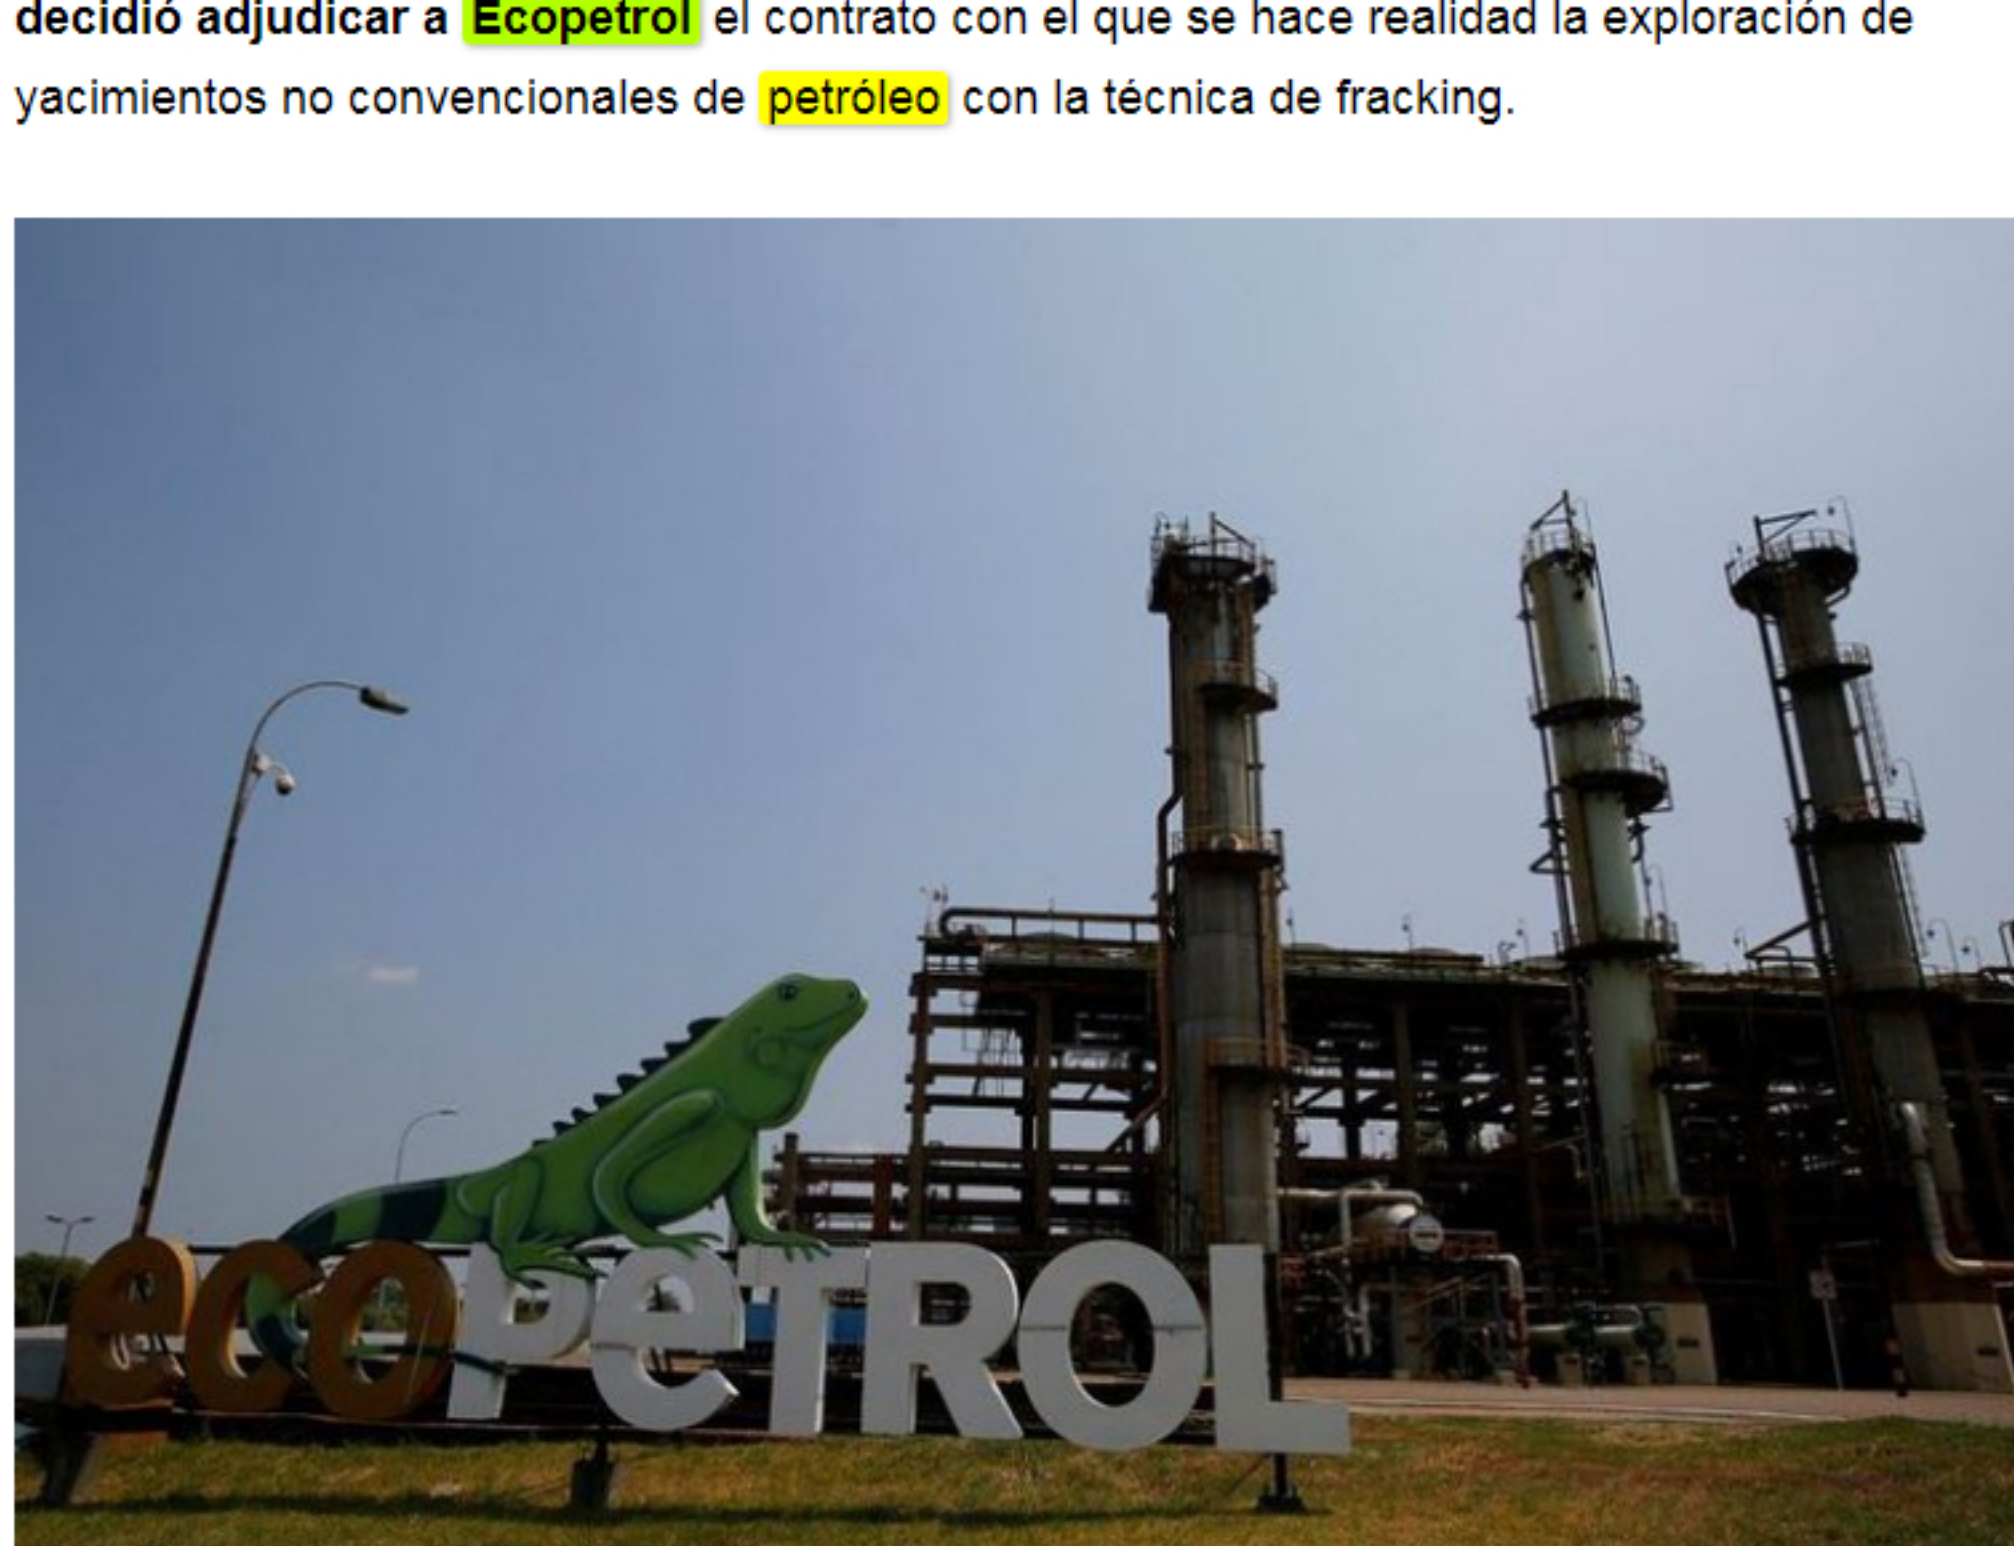 decidió adjudicar a Ecopetrol el contrato con el que se hace realidad la exploración de
yacimientos no convencionales de petróleo con la técnica de fracking.
ecoPeTROL